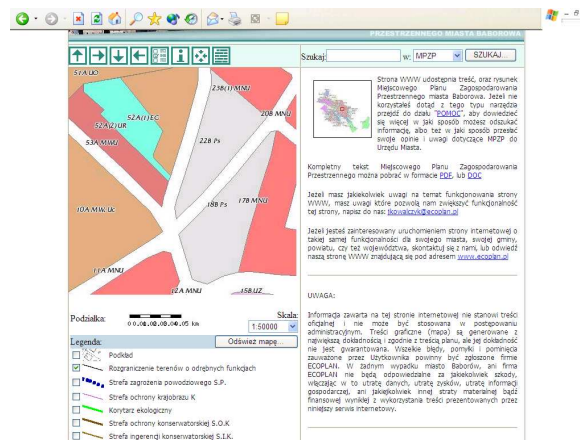 PRZESTRZENNEGO MIASTA BABOROWA
Szukaj: w: MPZP SZUKAJ...
51A UO
23B(1) MNU
20B MNU
52A(1)EG
52A(2)UR
53A MWU
22B Ps
18B Ps
17B MNU
10A MW, Uc
11A MNU
12A MNU
15B UZ
Strona WWW udostępnia treść, oraz rysunek
Miejscowego Planu Zagospodarowania
Przestrzennego miasta Baborowa. Jeżeli nie
korzystałeś dotąd z tego typu narzędzia
przejdź do działu "POMOC", aby dowiedzieć
się więcej w jaki sposób możesz odszukać
informację, albo też w jaki sposób przesłać
swoje opinie i uwagi dotyczące MPZP do
Urzędu Miasta.
Kompletny tekst Miejscowego Planu Zagospodarowania
Przestrzennego można pobrać w formacie PDF, lub DOC
Jeżeli masz jakiekolwiek uwagi na temat funkcjonowania strony
WWW, masz uwagi które pozwolą nam zwiększyć funkcjonalność
tej strony, napisz do nas: jkowalczyk@ecoplan.pl
Jeżeli jesteś zainteresowany uruchomieniem strony internetowej o
takiej samej funkcjonalności dla swojego miasta, swojej gminy,
powiatu, czy też województwa, skontaktuj się z nami, lub odwiedź
naszą stronę WWW znajdującą się pod adresem www.ecoplan.pl
UWAGA:
Informacja zawarta na tej stronie internetowej nie stanowi treści
oficjalnej i nie może być stosowana w postępowaniu
administracyjnym. Treści graficzne (mapa) są generowane z
największą dokładnością i zgodnie z treścią planu, ale jej dokładność
nie jest gwarantowana. Wszelkie błędy, pomyłki i pominięcia
zauważone przez Użytkownika powinny być zgłoszone firmie
ECOPLAN. W żadnym wypadku miasto Baborów, ani firma
ECOPLAN nie będą odpowiedzialne za jakiekolwiek szkody,
włączając w to utratę danych, utratę zysków, utratę informacji
gospodarczej, ani jakiejkolwiek innej straty materialnej bądź
finansowej wynikłej z wykorzystania treści prezentowanych przez
niniejszy serwis internetowy.
Podziałka:
Skala:
1:50000
Legenda: Odśwież mapę...
Podkład
Rozgraniczenie terenów o odrębnych funkcjach
Strefa zagrożenia powodziowego S.P.
Strefa ochrony krajobrazu K
Korytarz ekologiczny
Strefa ochrony konserwatorskiej S.O.K
Strefa ingerencji konserwatorskiej S.I.K.